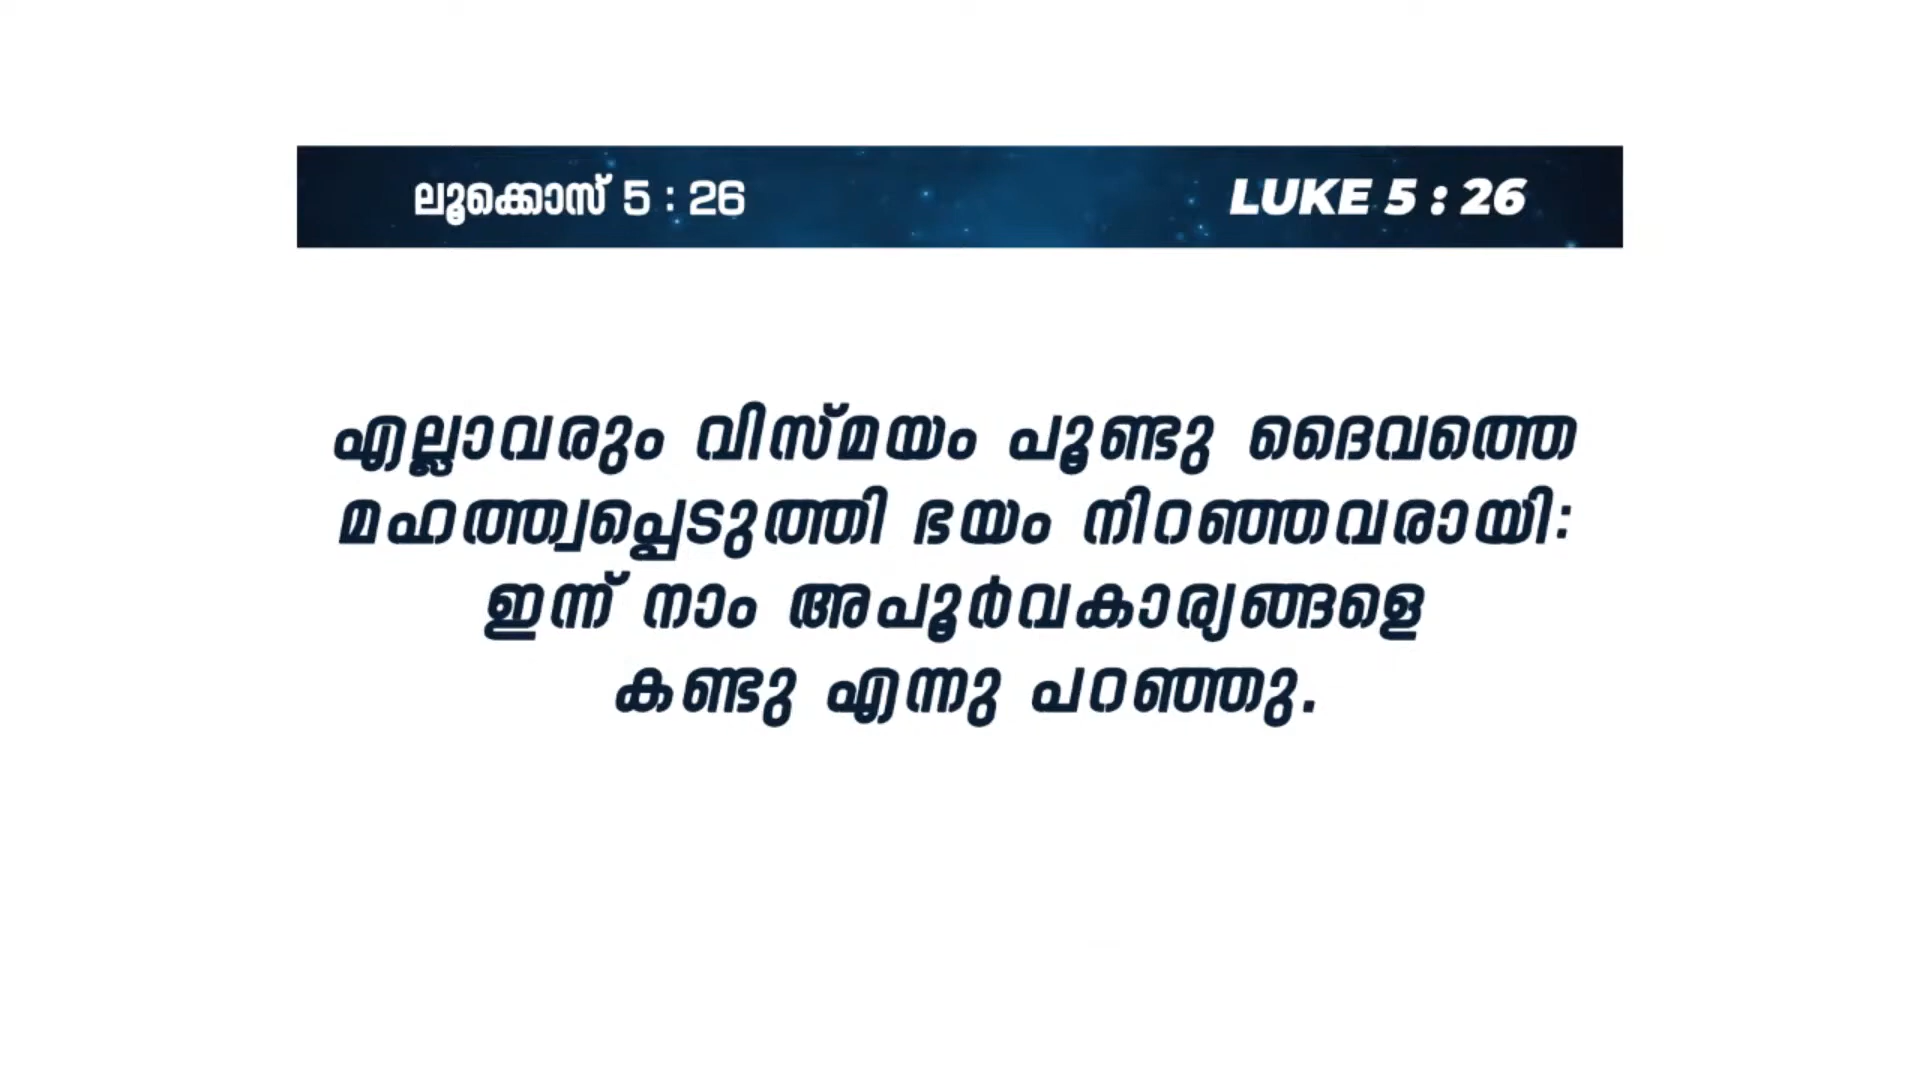 ലൂക്കൊസ് 5 : 26
LUKE 5 : 26
എല്ലാവരും വിസ്മയം പൂണ്ടു ദൈവത്തെ
മഹത്ത്വപ്പെടുത്തി ഭയം നിറഞ്ഞവരായി:
ഇന്ന് നാം അപൂർവകാര്യങ്ങളെ
കണ്ടു എന്നു പറഞ്ഞു.